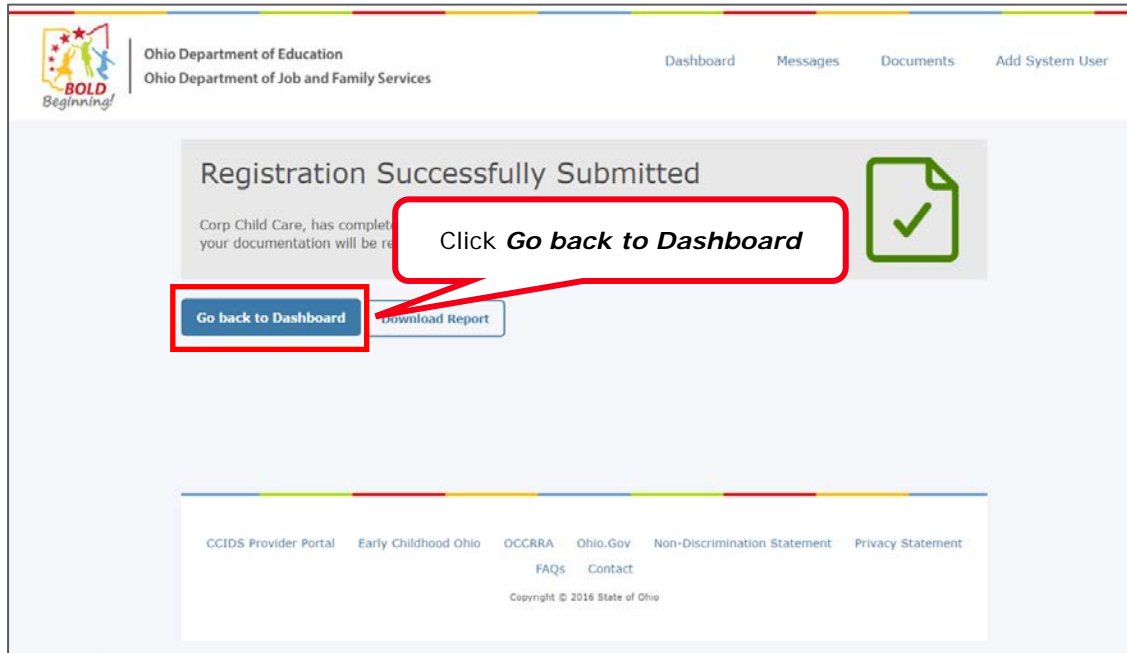 BOLD
Beginning!
Ohio Department of Education
Ohio Department of Job and Family Services
Dashboard Messages Documents Add System User
Registration Successfully Submitted
Corp Child Care, has
your documentation will be
Click Go back to Dashboard
Go back to Dashboard Download Report
CCIDS Provider Portal Early Childhood Ohio OCCRRA Ohio.Gov Non-Discrimination Statement Privacy Statement
FAQs Contact
Copyright © 2016 State of Ohio